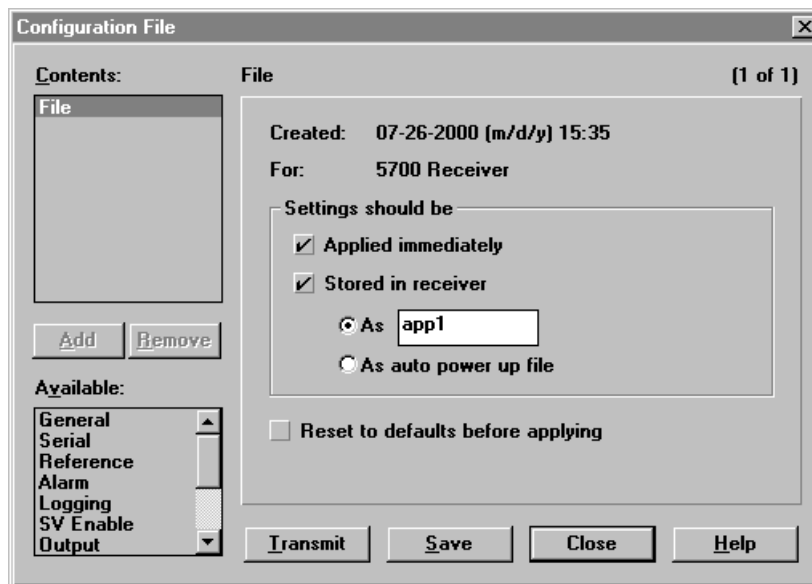 Configuration File
Contents:
File
Add
Remove
Available:
General
Serial
Reference
Alarm
Logging
SV Enable
Output
File
(1 of 1)
Created: 07-26-2000 (m/d/y) 15:35
For: 5700 Receiver
Settings should be
Applied immediately
Stored in receiver
As app1
As auto power up file
Reset to defaults before applying
Transmit
Save
Close
Help